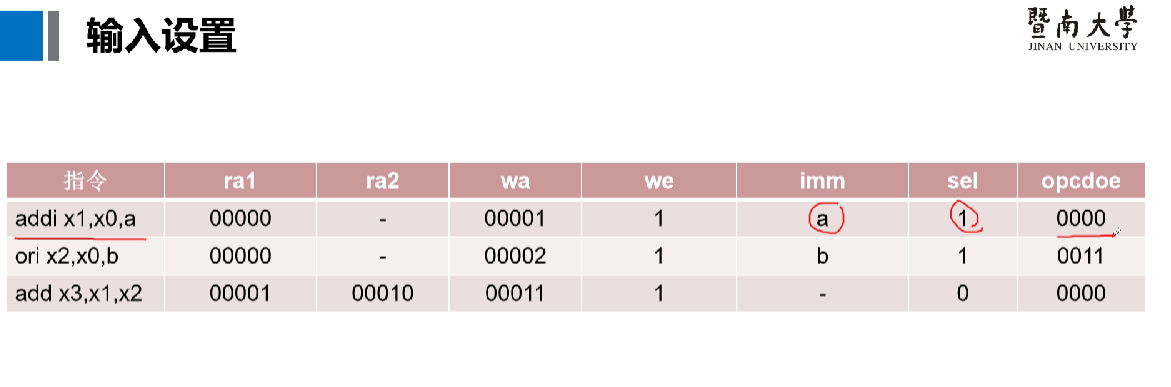 输入设置
暨南大學
JINAN UNIVERSITY
指令 ra1 ra2 wa we imm sel opcdoe
addi x1,x0,a 00000 - 00001 1 a 1 0000
ori x2,x0,b 00000 - 00002 1 b 1 0011
add x3,x1,x2 00001 00010 00011 1 - 0 0000